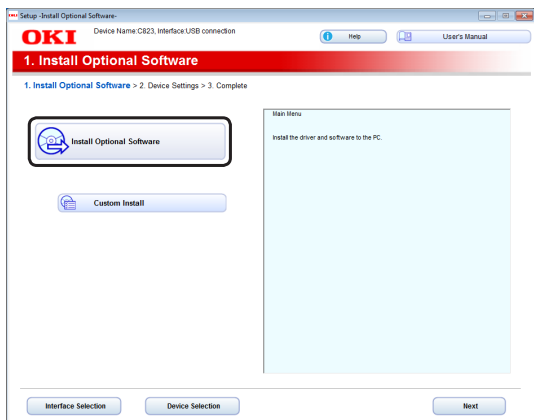 Setup -Install Optional Software-
OKI
Device Name:C823, Interface:USB connection
Help
User's Manual
1. Install Optional Software
1. Install Optional Software > 2. Device Settings > 3. Complete
Install Optional Software
Custom Install
Main Menu
Install the driver and software to the PC.
Interface Selection
Device Selection
Next